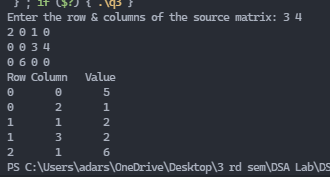 } ; if ($?) { .\q3 }
Enter the row & columns of the source matrix: 3 4
2 0 1 0
0 0 3 4
0 6 0 0
Row Column Value
0 0 5
0 2 1
1 1 2
1 3 2
2 1 6
PS C:\Users\adars\OneDrive\Desktop\3 rd sem\DSA Lab\DS